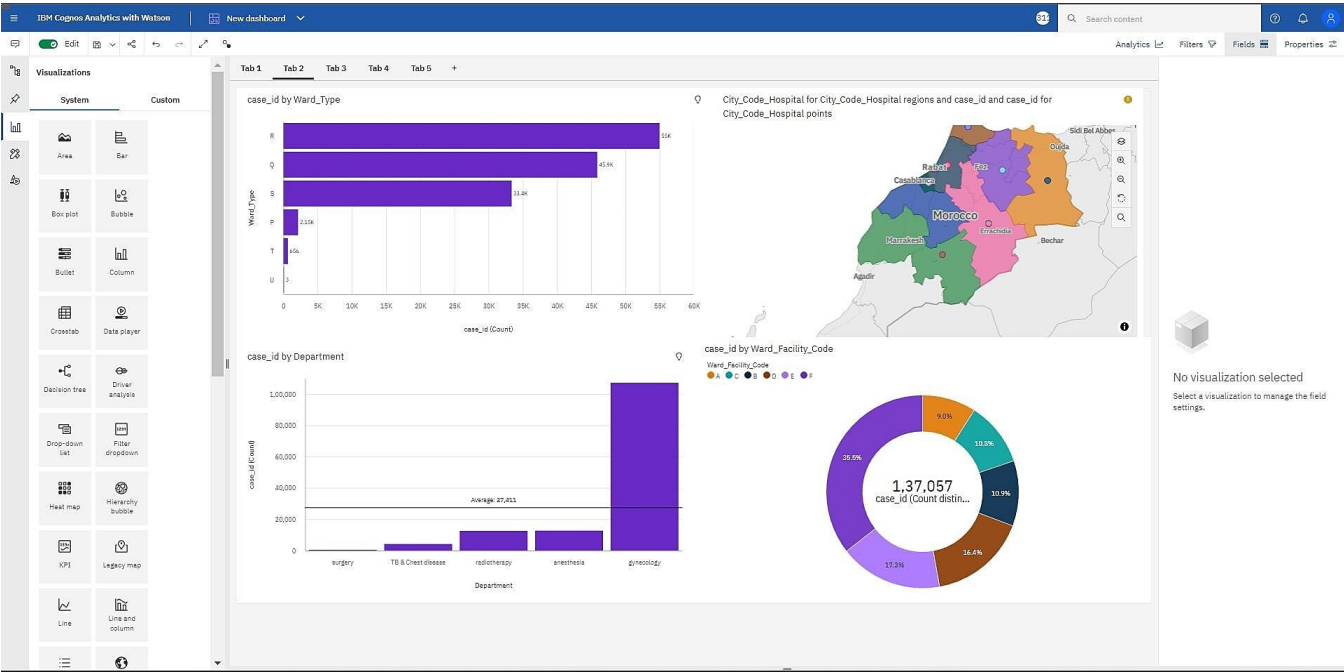 IBM Cognos Analytics with Watson
New dashboard
311
Search content
Edit
Analytics
Filters
Fields
Properties
Visualizations
System
Custom
Area
Bar
Box plot
Bubble
Bullet
Column
Crosstab
Data player
Decision tree
Driver
analysis
Drop-down
list
Filter
dropdown
Heat map
Hierarchy
bubble
KPI
Legacy map
Line
Line and
column
Tab 1
Tab 2
Tab 3
Tab 4
Tab 5
+
case_id by Ward_Type
Ward_Type
R
Q
S
P
T
U
55K
45.9K
33.4K
2.15K
656
3
0
5K
10K
15K
20K
25K
30K
35K
40K
45K
50K
55K
60K
case_id (Count)
City_Code_Hospital for City_Code_Hospital regions and case_id and case_id for
City_Code_Hospital points
Sidi Bel Abbes
Oujda
Rabat
Fez
Casablanca
Morocco
Errachidia
Marrakesh
Bechar
Agadir
case_id by Department
case_id (Count)
1,00,000
80,000
60,000
40,000
20,000
0
Average: 27,411
surgery
TB & Chest disease
radiotherapy
anesthesia
gynecology
Department
case_id by Ward_Facility_Code
Ward_Facility_Code
A
C
B
D
E
F
9.0%
10.8%
10.9%
16.4%
17.3%
35.5%
1,37,057
case_id (Count distin...
No visualization selected
Select a visualization to manage the field
settings.